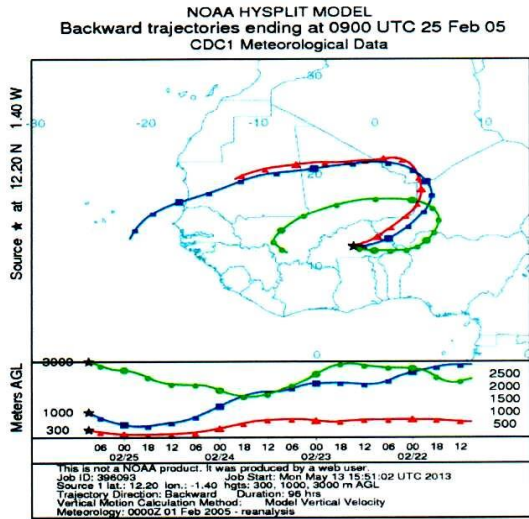 NOAA HYSPLIT MODEL
Backward trajectories ending at 0900 UTC 25 Feb 05
CDC1 Meteorological Data
Source ★ at 12.20 N 1.40 W
-30
-20
-10
0
10
30
20
10
0
0
Meters AGL
3000
1000
300
2500
2000
1500
1000
500
06 00 18 12 06 00 18 12 06 00 18 12 06 00 18 12
02/25 02/24 02/23 02/22
This is not a NOAA product. It was produced by a web user.
Job ID: 396093 Job Start: Mon May 13 15:51:02 UTC 2013
Source 1 lat.: 12.20 lon.: -1.40 hgts: 300, 1000, 3000 m AGL
Trajectory Direction: Backward Duration: 96 hrs
Vertical Motion Calculation Method: Model Vertical Velocity
Meteorology: 0000Z 01 Feb 2005 - reanalysis